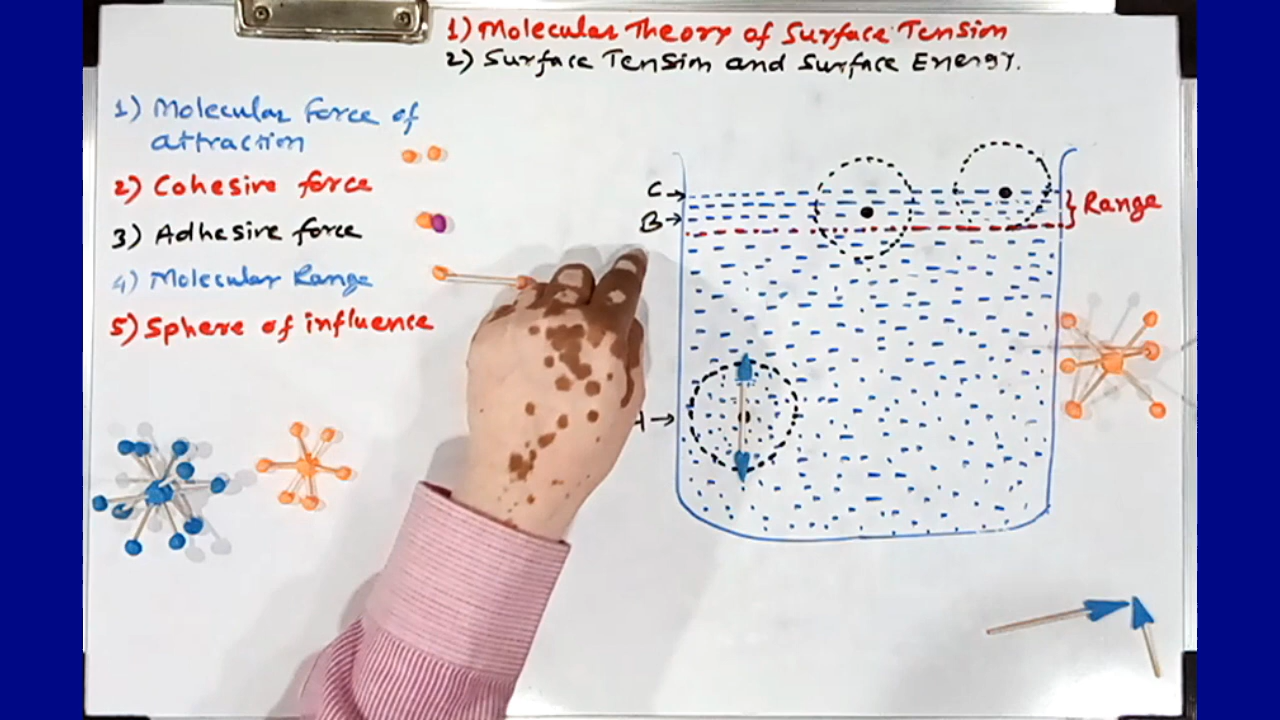 1) Molecular Theory of Surface Tension
2) Surface Tension and Surface Energy.
1) Molecular force of
attraction
2) Cohesive force
3) Adhesive force
4) Molecular Range
5) Sphere of influence
C
B
Range